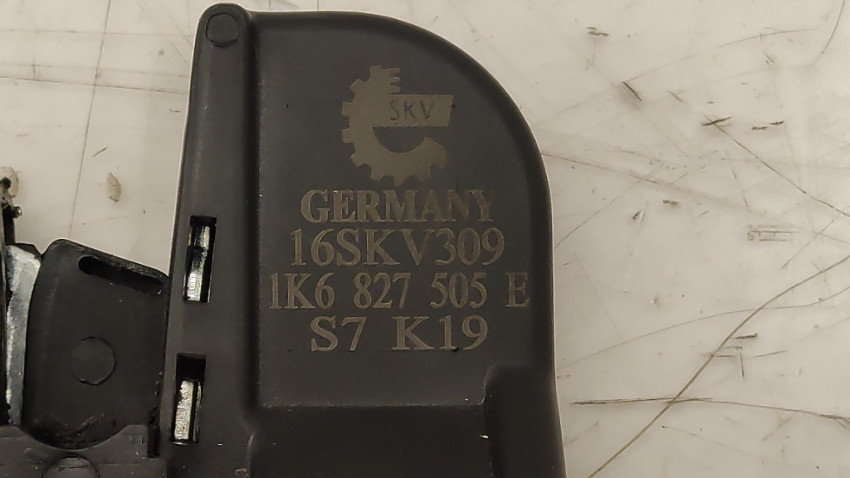 SKV
GERMANY
16SKV309
1K6 827 505 E
S7 K19